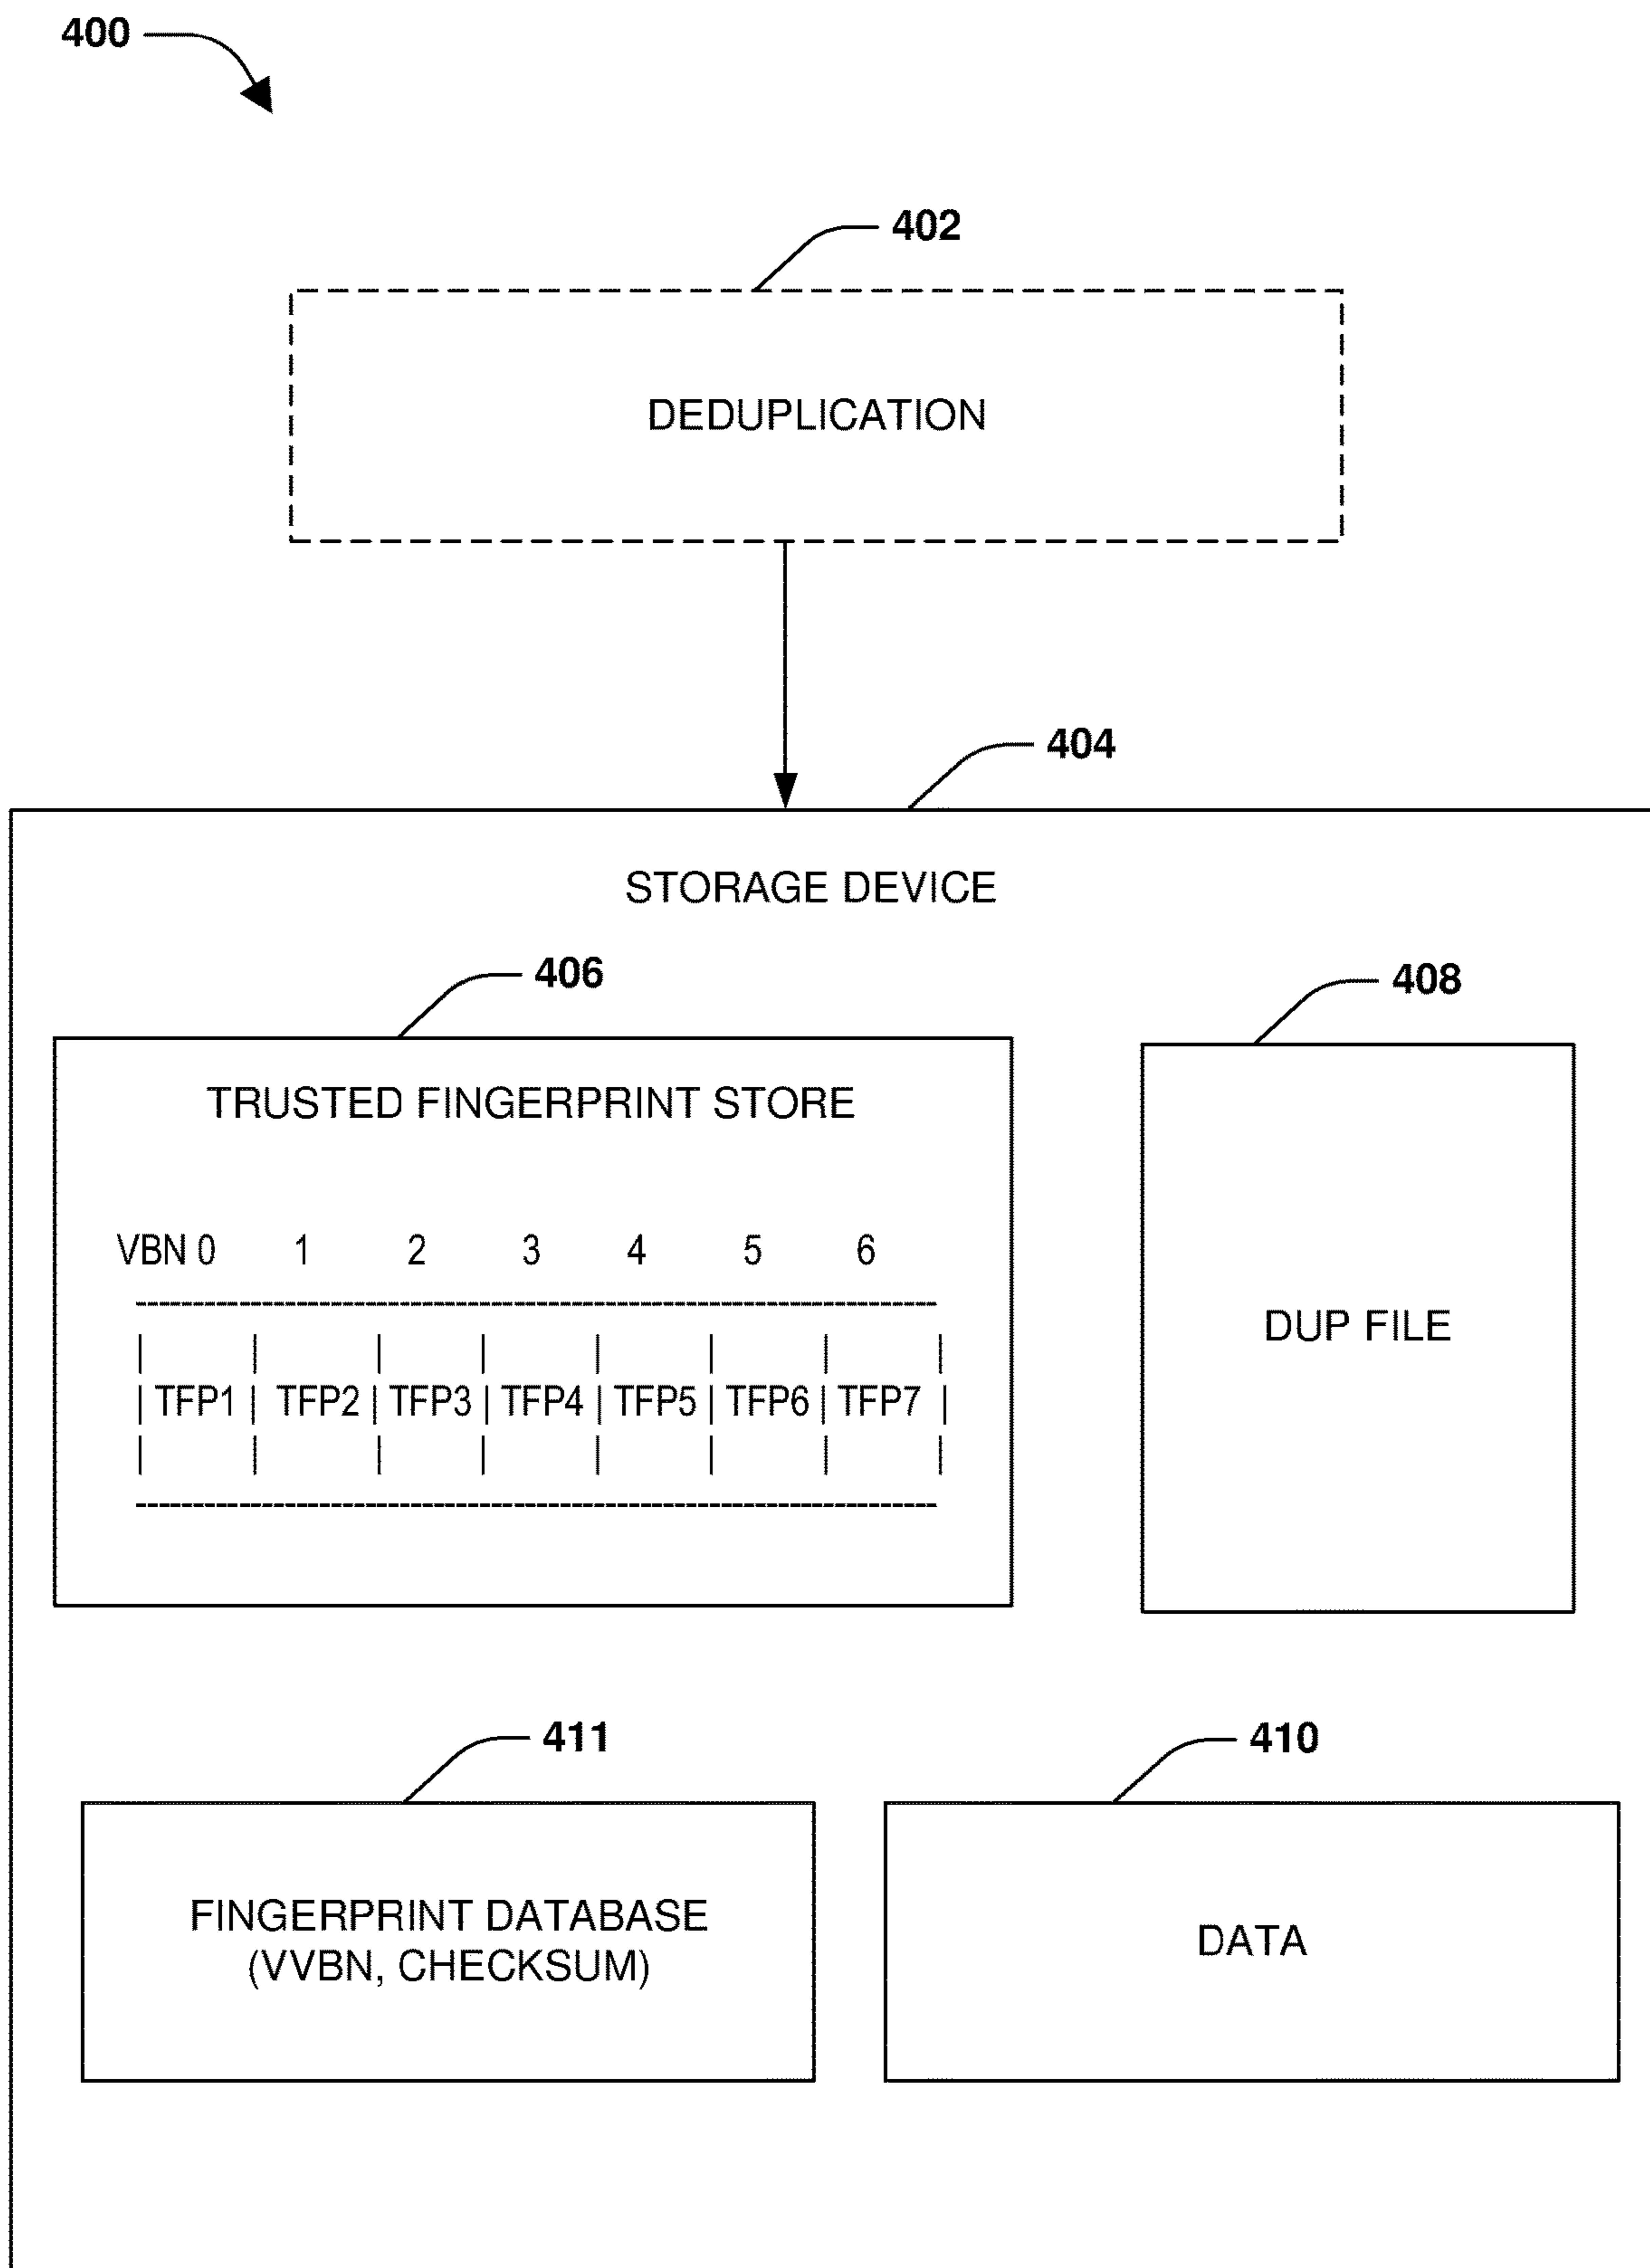 400
402
DEDUPLICATION
404
STORAGE DEVICE
406
TRUSTED FINGERPRINT STORE
VBN 0 1 2 3 4 5 6
| TFP1 | TFP2 | TFP3 | TFP4 | TFP5 | TFP6 | TFP7 |
408
DUP FILE
411
FINGERPRINT DATABASE
(VVBN, CHECKSUM)
410
DATA